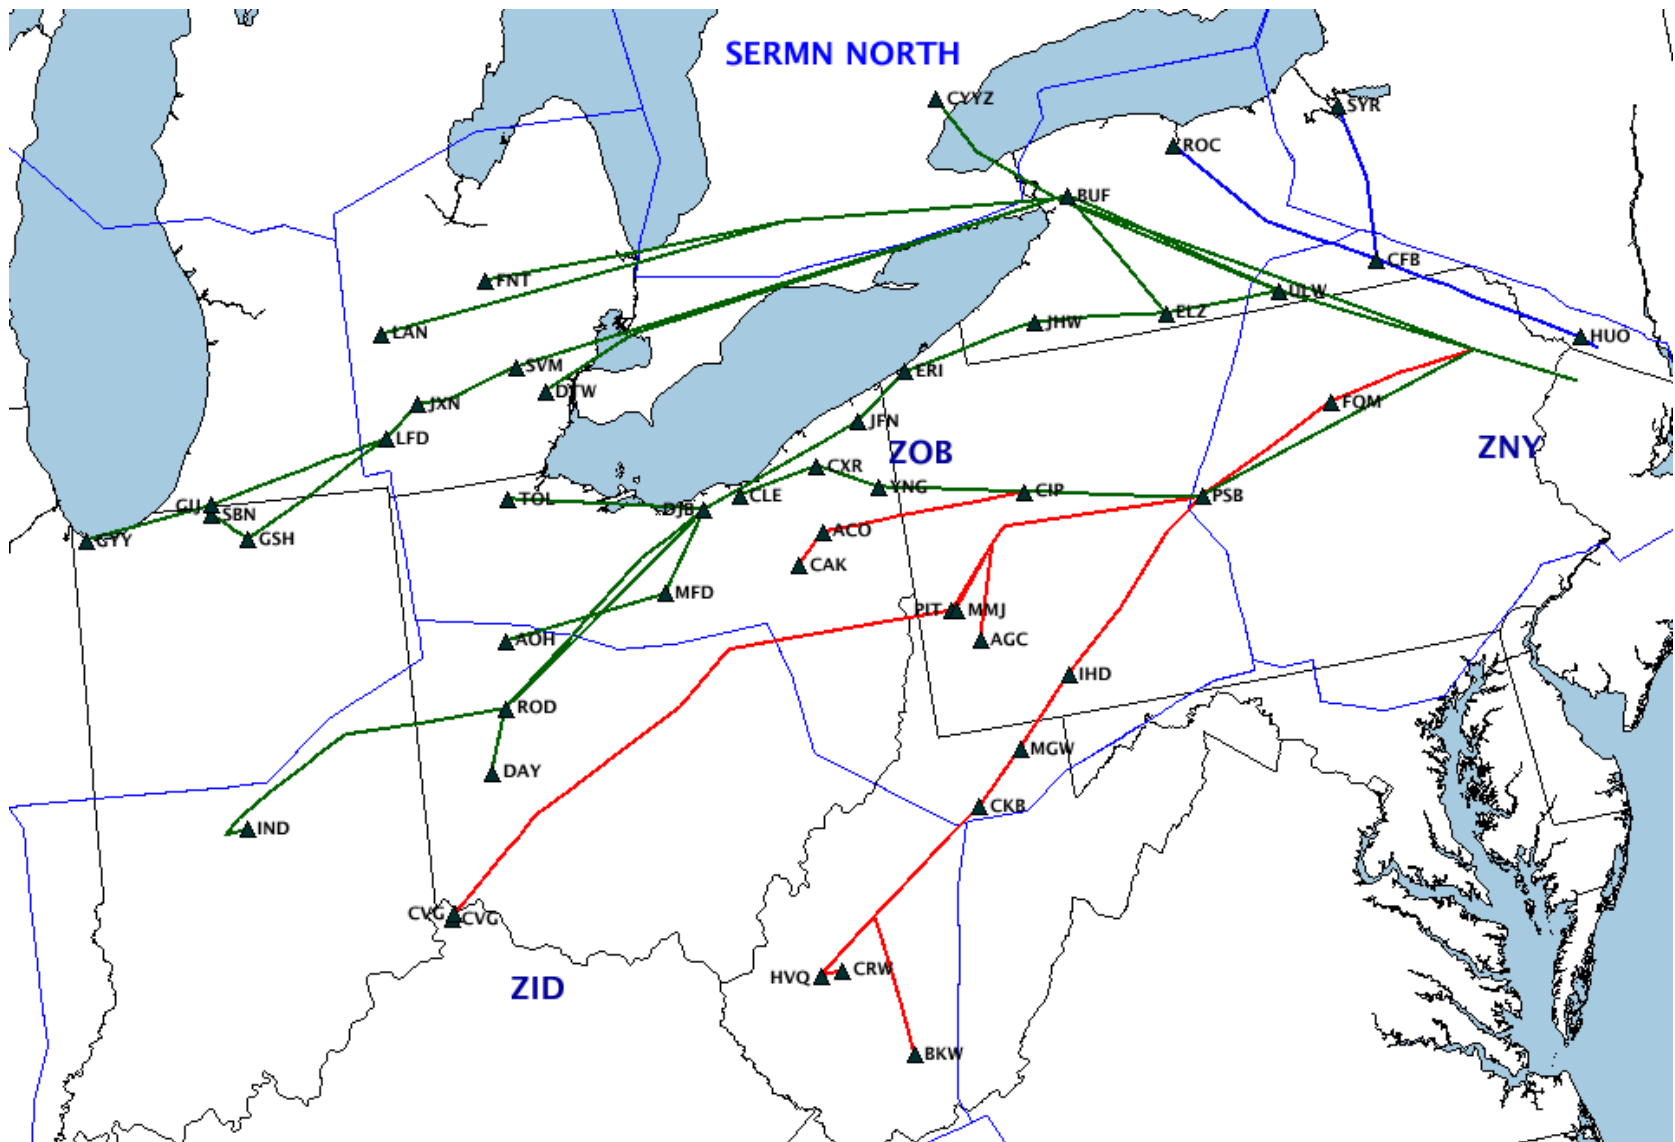 SERMN NORTH
CYYZ
SYR
ROC
BUF
CFB
FNT
ULW
ELZ
JHW
LAN
HUO
SVM
ERI
DTW
JXN
FQM
JFN
LFD
ZOB
ZNY
CXR
YNG
CIP
PSB
CLE
TOL
DJB
GIJ
SBN
GYY
GSH
ACO
CAK
MFD
PIT
MMJ
AOH
AGC
IHD
ROD
MGW
DAY
CKB
IND
CVG
CVG
HVQ
CRW
ZID
BKW